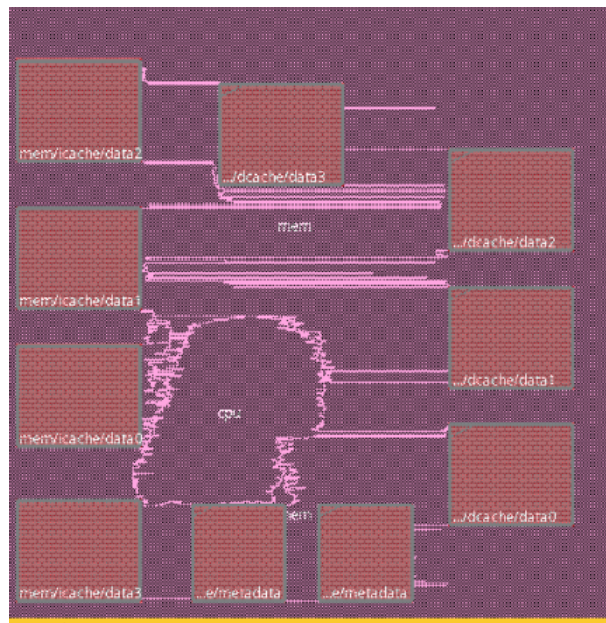 mem/icache/data2
.../dcache/data3
mem
.../dcache/data2
mem/icache/data1
.../dcache/data1
cpu
mem/icache/data0
mem
.../dcache/data0
mem/icache/data3
...e/metadata
...e/metadata